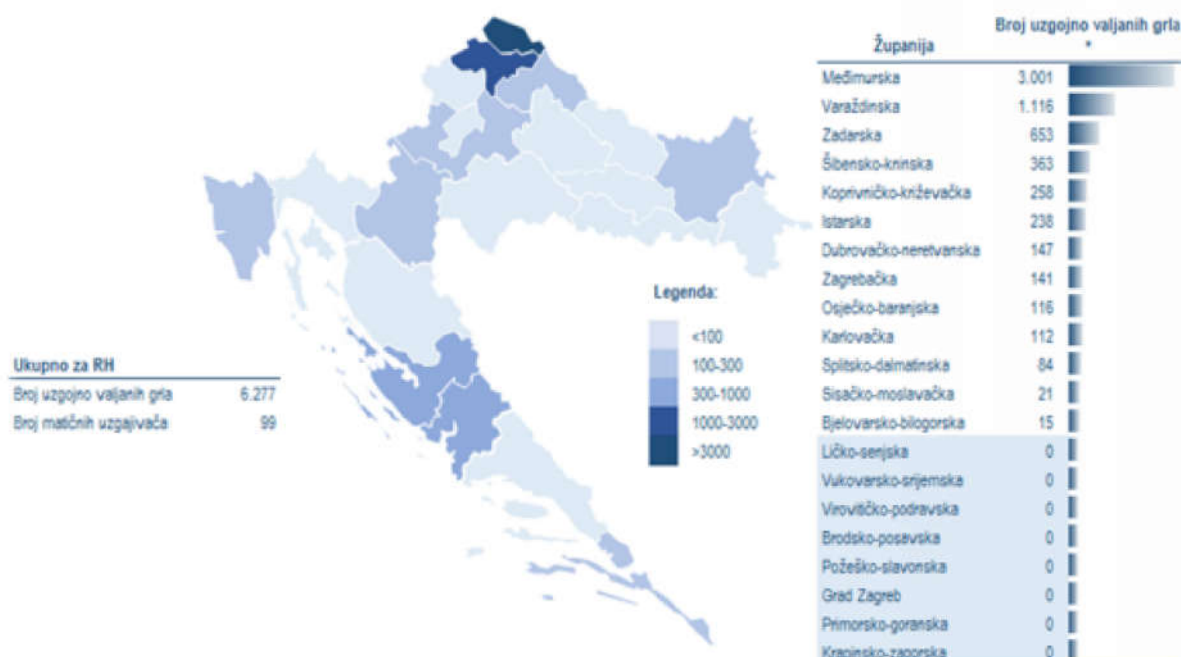 Broj uzgojno valjanih grla
Županija *
Međimurska 3.001
Varaždinska 1.116
Zadarska 653
Šibensko-kninska 363
Koprivničko-križevačka 258
Istarska 238
Dubrovačko-neretvanska 147
Zagrebačka 141
Osječko-baranjska 116
Karlovačka 112
Splitsko-dalmatinska 84
Sisačko-moslavačka 21
Bjelovarsko-bilogorska 15
Ličko-senjska 0
Vukovarsko-srijemska 0
Virovitičko-podravska 0
Brodsko-posavska 0
Požeško-slavonska 0
Grad Zagreb 0
Primorsko-goranska 0
Krapinsko-zagorska 0
Legenda:
<100
100-300
300-1000
1000-3000
>3000
Ukupno za RH
Broj uzgojno valjanih grla 6.277
Broj matičnih uzgajivača 99